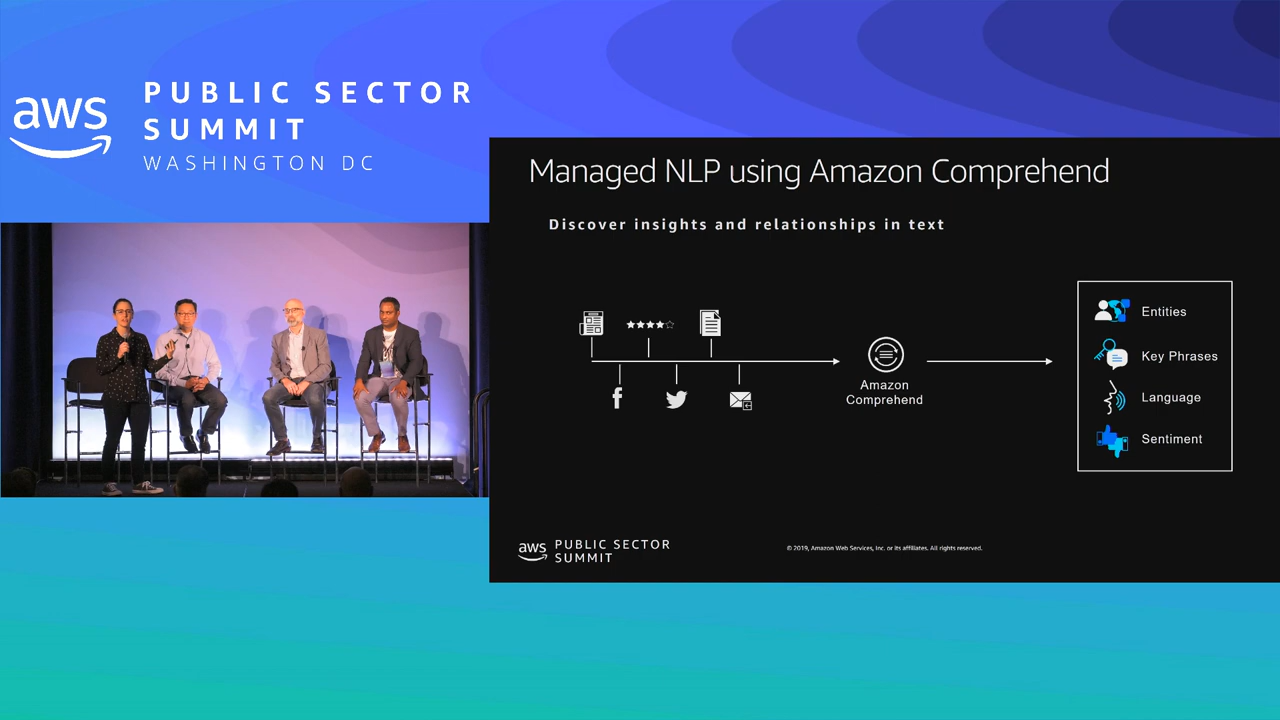 aws
PUBLIC SECTOR
SUMMIT
WASHINGTON DC
Managed NLP using Amazon Comprehend
Discover insights and relationships in text
Amazon
Comprehend
Entities
Key Phrases
Language
Sentiment
aws
PUBLIC SECTOR
SUMMIT
© 2019, Amazon Web Services, Inc. or its affiliates. All rights reserved.